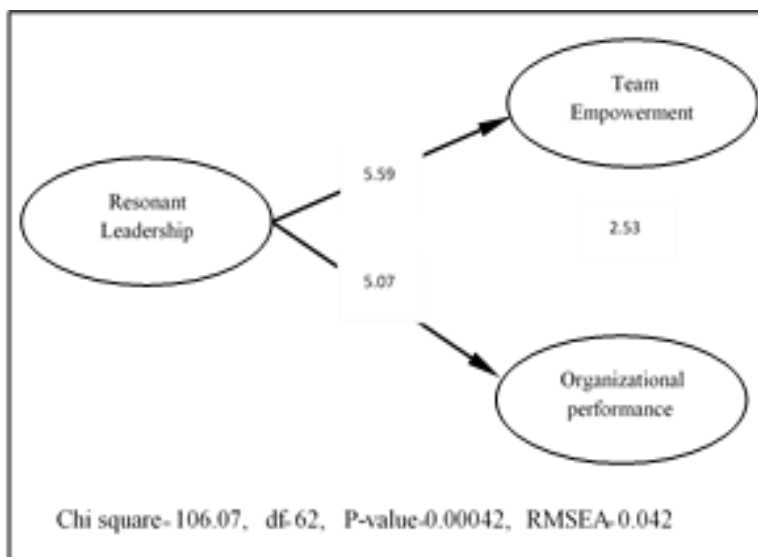 Team
Empowerment
5.59
Resonant
Leadership
2.53
5.07
Organizational
performance
Chi square=106.07, df=62, P-value=0.00042, RMSEA=0.042